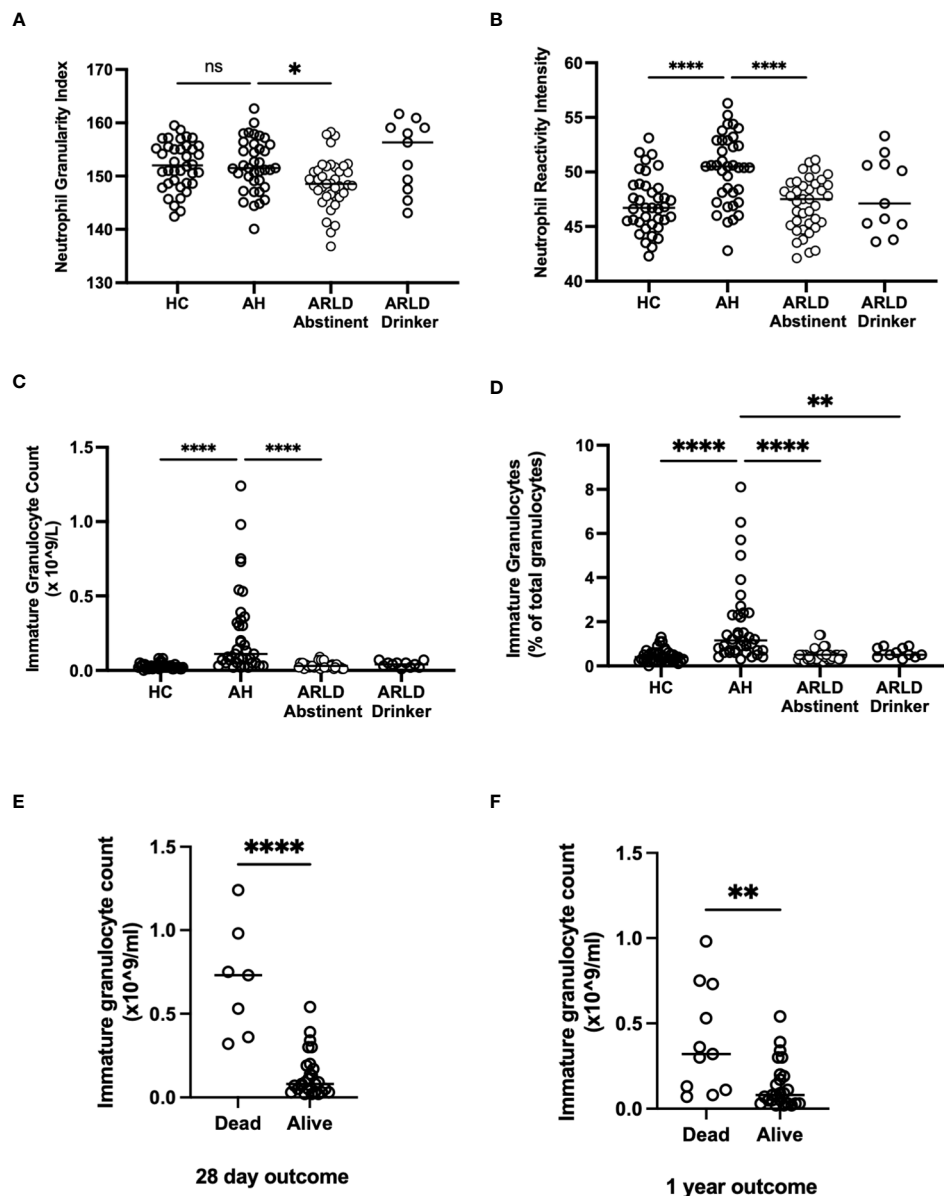 A
Neutrophil Granularity Index
170
160
150
140
130
ns
*
HC
AH
ARLD
Abstinent
ARLD
Drinker
B
Neutrophil Reactivity Intensity
60
55
50
45
40
****
****
HC
AH
ARLD
Abstinent
ARLD
Drinker
C
Immature Granulocyte Count
(x 10^9/L)
1.5
1.0
0.5
0.0
****
****
HC
AH
ARLD
Abstinent
ARLD
Drinker
D
Immature Granulocytes
(% of total granulocytes)
10
8
6
4
2
0
**
****
****
HC
AH
ARLD
Abstinent
ARLD
Drinker
E
Immature granulocyte count
(x10^9/ml)
1.5
1.0
0.5
0.0
****
Dead
Alive
28 day outcome
F
Immature granulocyte count
(x10^9/ml)
1.5
1.0
0.5
0.0
**
Dead
Alive
1 year outcome